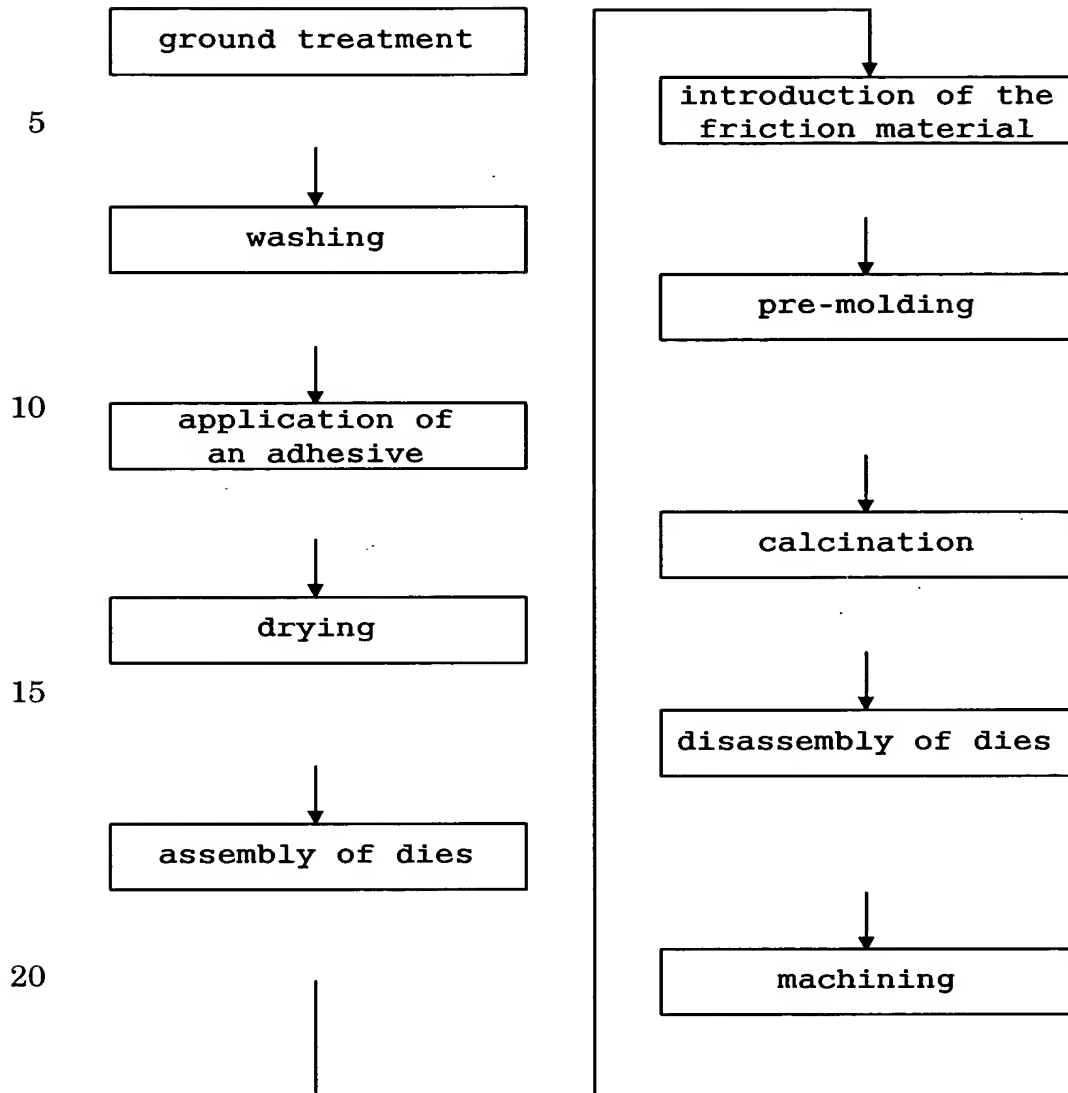 ground treatment
5
washing
10
application of
an adhesive
drying
15
assembly of dies
20
introduction of the
friction material
pre-molding
calcination
disassembly of dies
machining